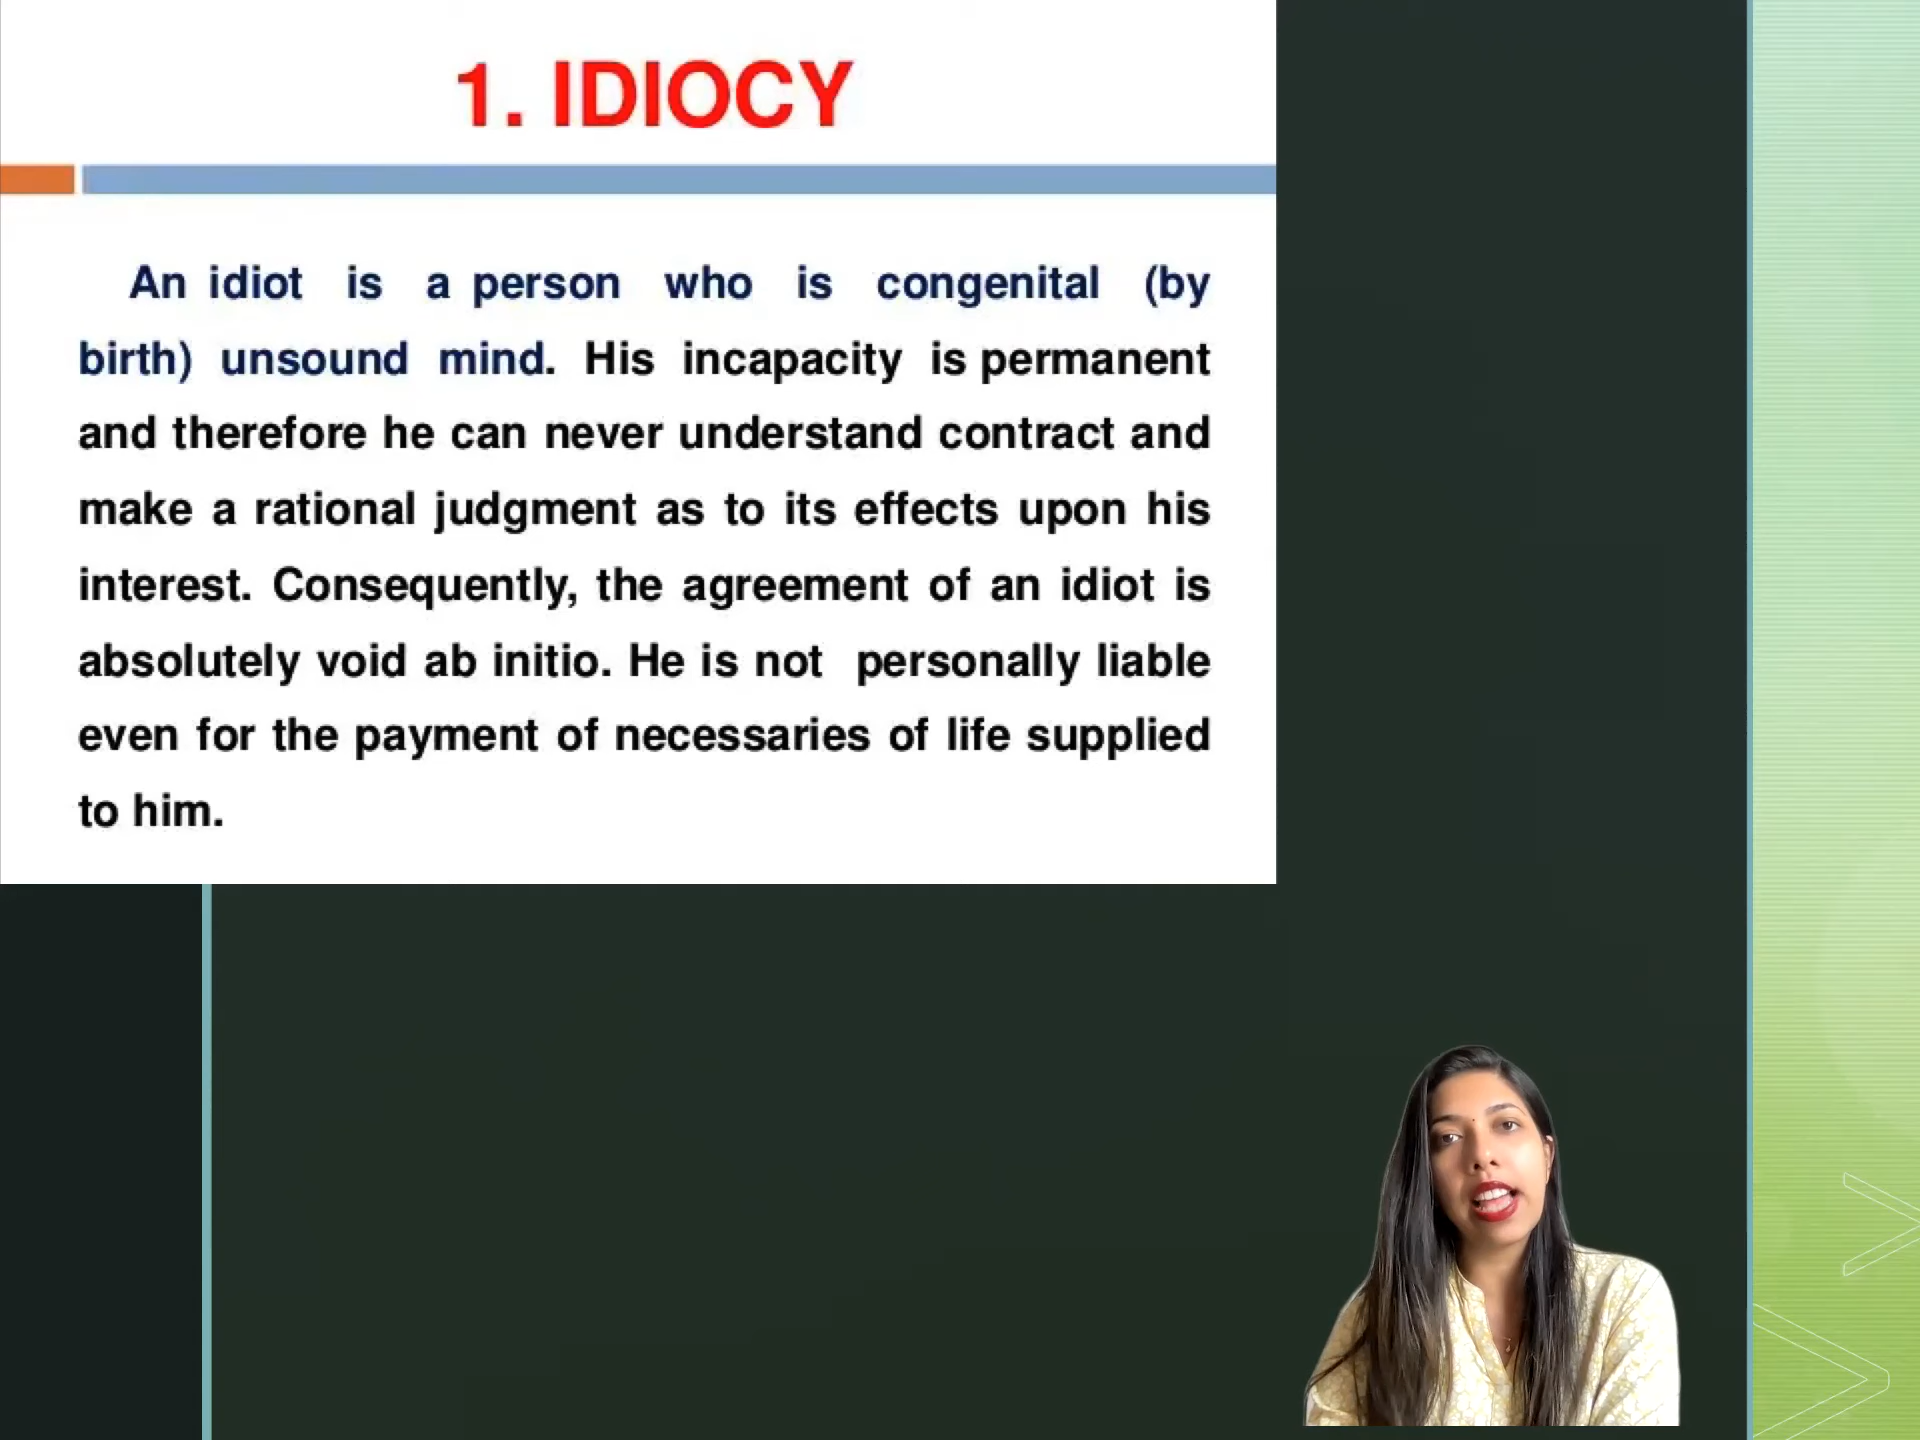 1. IDIOCY
An idiot is a person who is congenital (by
birth) unsound mind. His incapacity is permanent
and therefore he can never understand contract and
make a rational judgment as to its effects upon his
interest. Consequently, the agreement of an idiot is
absolutely void ab initio. He is not personally liable
even for the payment of necessaries of life supplied
to him.